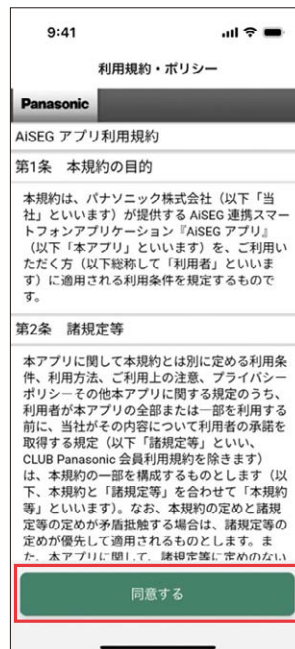 9:41
利用規約・ポリシー
Panasonic
AiSEG アプリ利用規約
第1条　本規約の目的
本規約は、パナソニック株式会社（以下「当
社」といいます）が提供する AiSEG 連携スマー
トフォンアプリケーション『AiSEG アプリ』
（以下「本アプリ」といいます）を、ご利用い
ただく方（以下総称して「利用者」といいま
す）に適用される利用条件を規定するもので
す。
第2条　諸規定等
本アプリに関して本規約とは別に定める利用条
件、利用方法、ご利用上の注意、プライバシー
ポリシーその他本アプリに関する規定のうち、
利用者が本アプリの全部または一部を利用する
前に、当社がその内容について利用者の承諾を
取得する規定（以下「諸規定等」といい、
CLUB Panasonic 会員利用規約を除きます）
は、本規約の一部を構成するものとします（以
下、本規約と「諸規定等」を合わせて「本規約
等」といいます）。なお、本規約の定めと諸規
定等の定めが矛盾抵触する場合は、諸規定等の
定めが優先して適用されるものとします。ま
た、本アプリに関して、諸規定等に定めのない
同意する